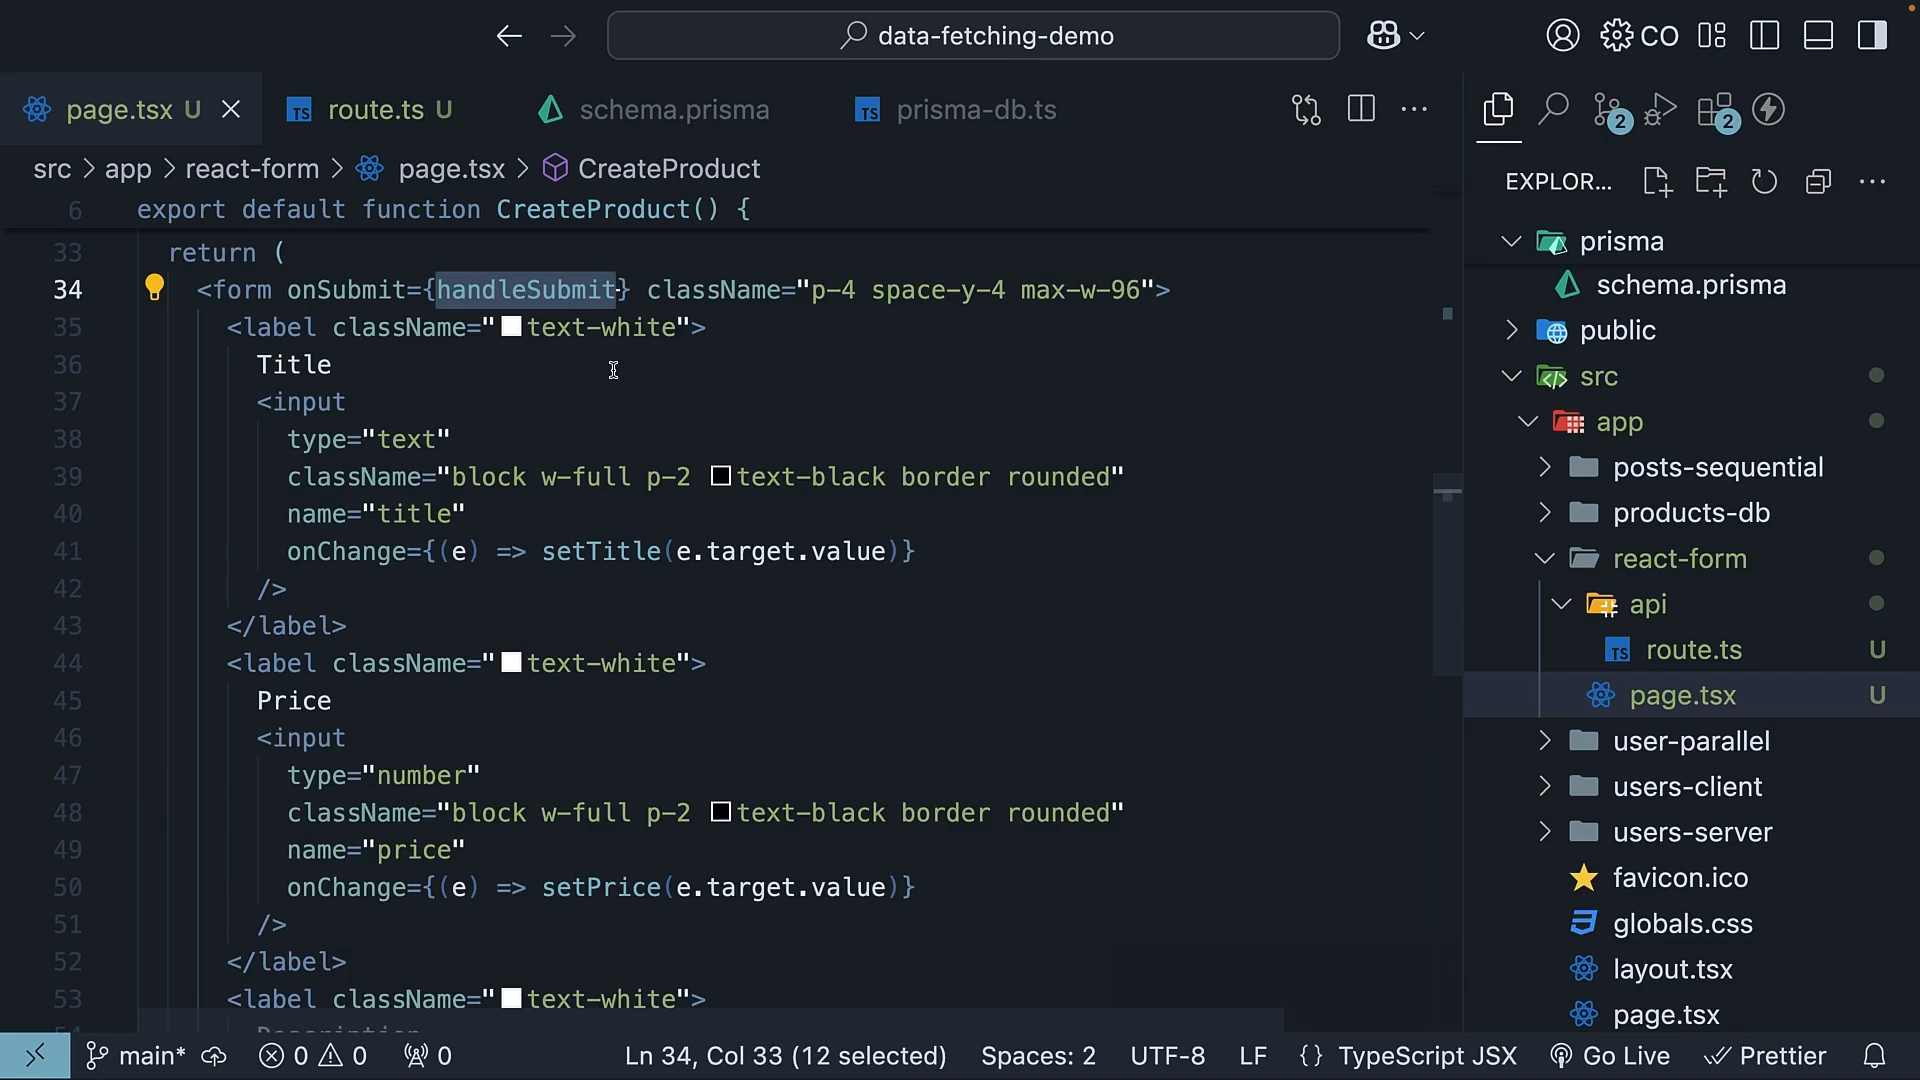 data-fetching-demo
CO
page.tsx U
route.ts U
schema.prisma
prisma-db.ts
2
2
src > app > react-form > page.tsx > CreateProduct
EXPLOR...
6 export default function CreateProduct() {
33 return (
34 <form onSubmit={handleSubmit} className="p-4 space-y-4 max-w-96">
35 <label className="text-white">
36 Title
37 <input
38 type="text"
39 className="block w-full p-2 text-black border rounded"
40 name="title"
41 onChange={(e) => setTitle(e.target.value)}
42 />
43 </label>
44 <label className="text-white">
45 Price
46 <input
47 type="number"
48 className="block w-full p-2 text-black border rounded"
49 name="price"
50 onChange={(e) => setPrice(e.target.value)}
51 />
52 </label>
53 <label className="text-white">
54 Description
prisma
schema.prisma
public
src
app
posts-sequential
products-db
react-form
api
TS route.ts U
page.tsx U
user-parallel
users-client
users-server
favicon.ico
globals.css
layout.tsx
page.tsx
main* 0 0 0 Ln 34, Col 33 (12 selected) Spaces: 2 UTF-8 LF {} TypeScript JSX Go Live Prettier